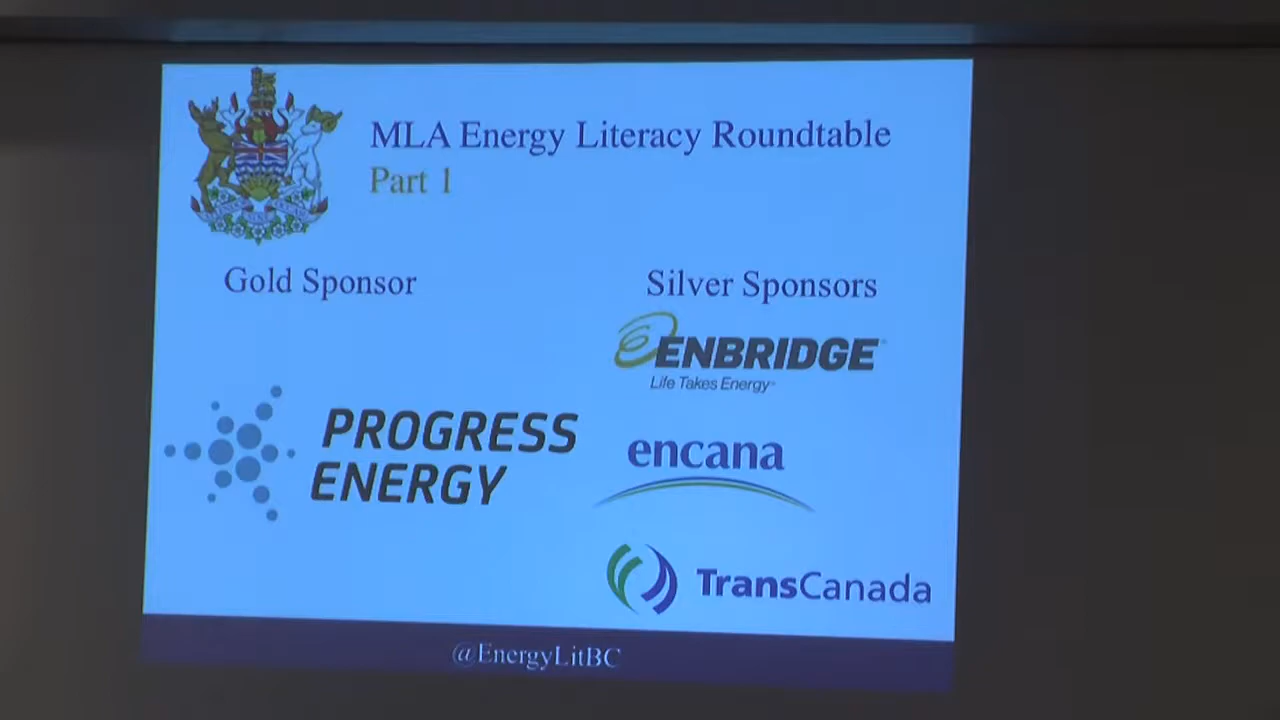 MLA Energy Literacy Roundtable
Part 1
Gold Sponsor
Silver Sponsors
ENBRIDGE
Life Takes Energy
PROGRESS
ENERGY
encana
TransCanada
@EnergyLitBC